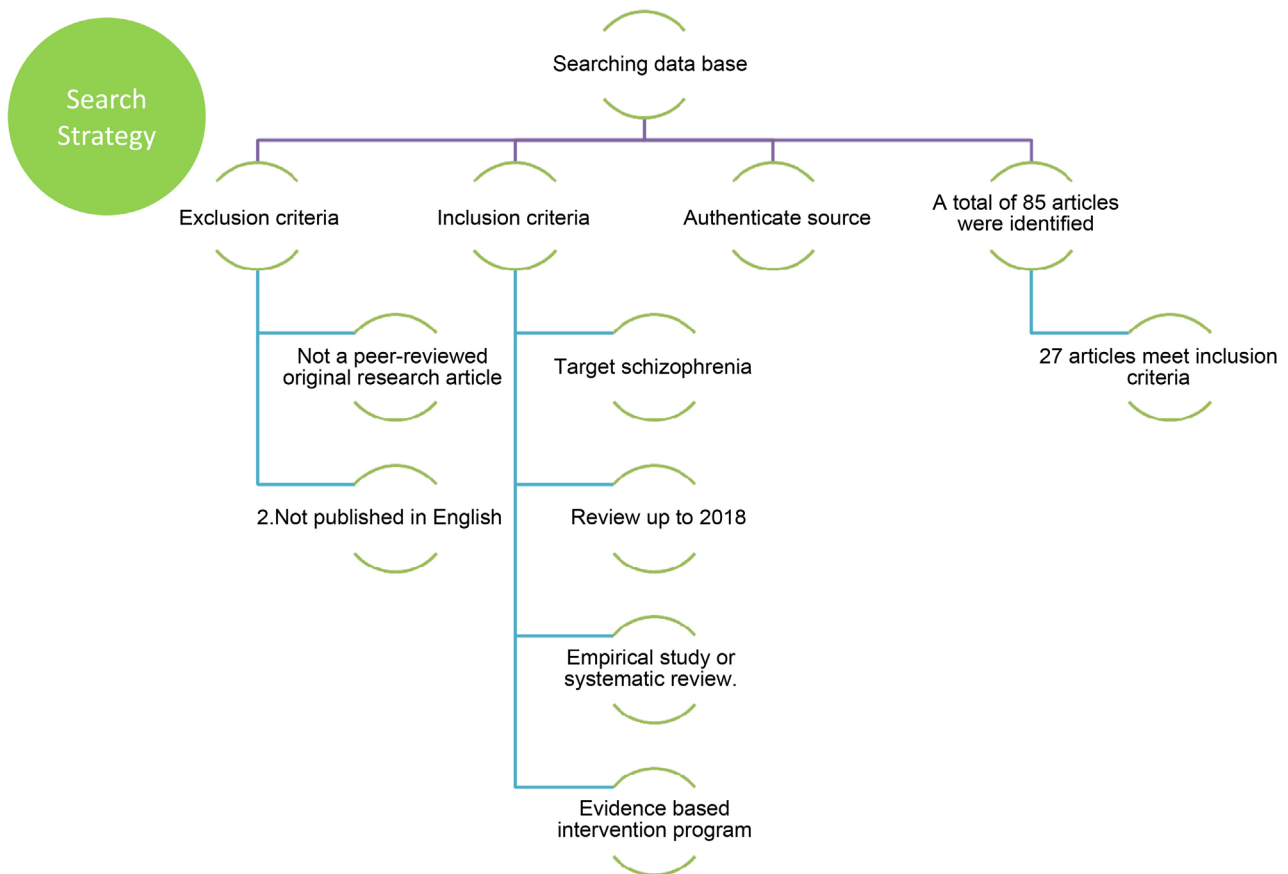 Search
Strategy
Searching data base
Exclusion criteria
Inclusion criteria
Authenticate source
A total of 85 articles
were identified
Not a peer-reviewed
original research article
Target schizophrenia
27 articles meet inclusion
criteria
2.Not published in English
Review up to 2018
Empirical study or
systematic review.
Evidence based
intervention program